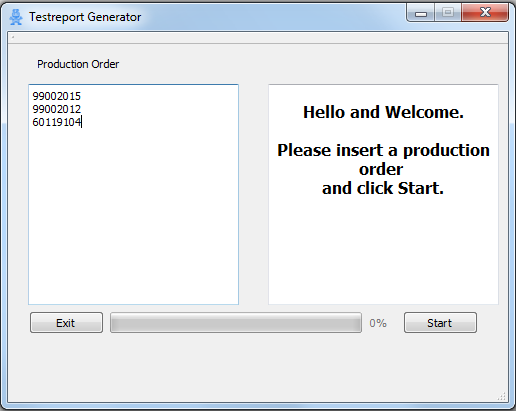 Testreport Generator
Production Order
99002015
99002012
60119104
Hello and Welcome.
Please insert a production
order
and click Start.
Exit
0%
Start